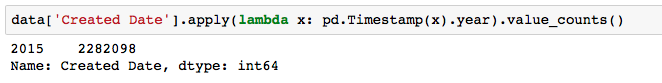 data['Created Date'].apply(lambda x: pd.Timestamp(x).year).value_counts()
2015    2282098
Name: Created Date, dtype: int64